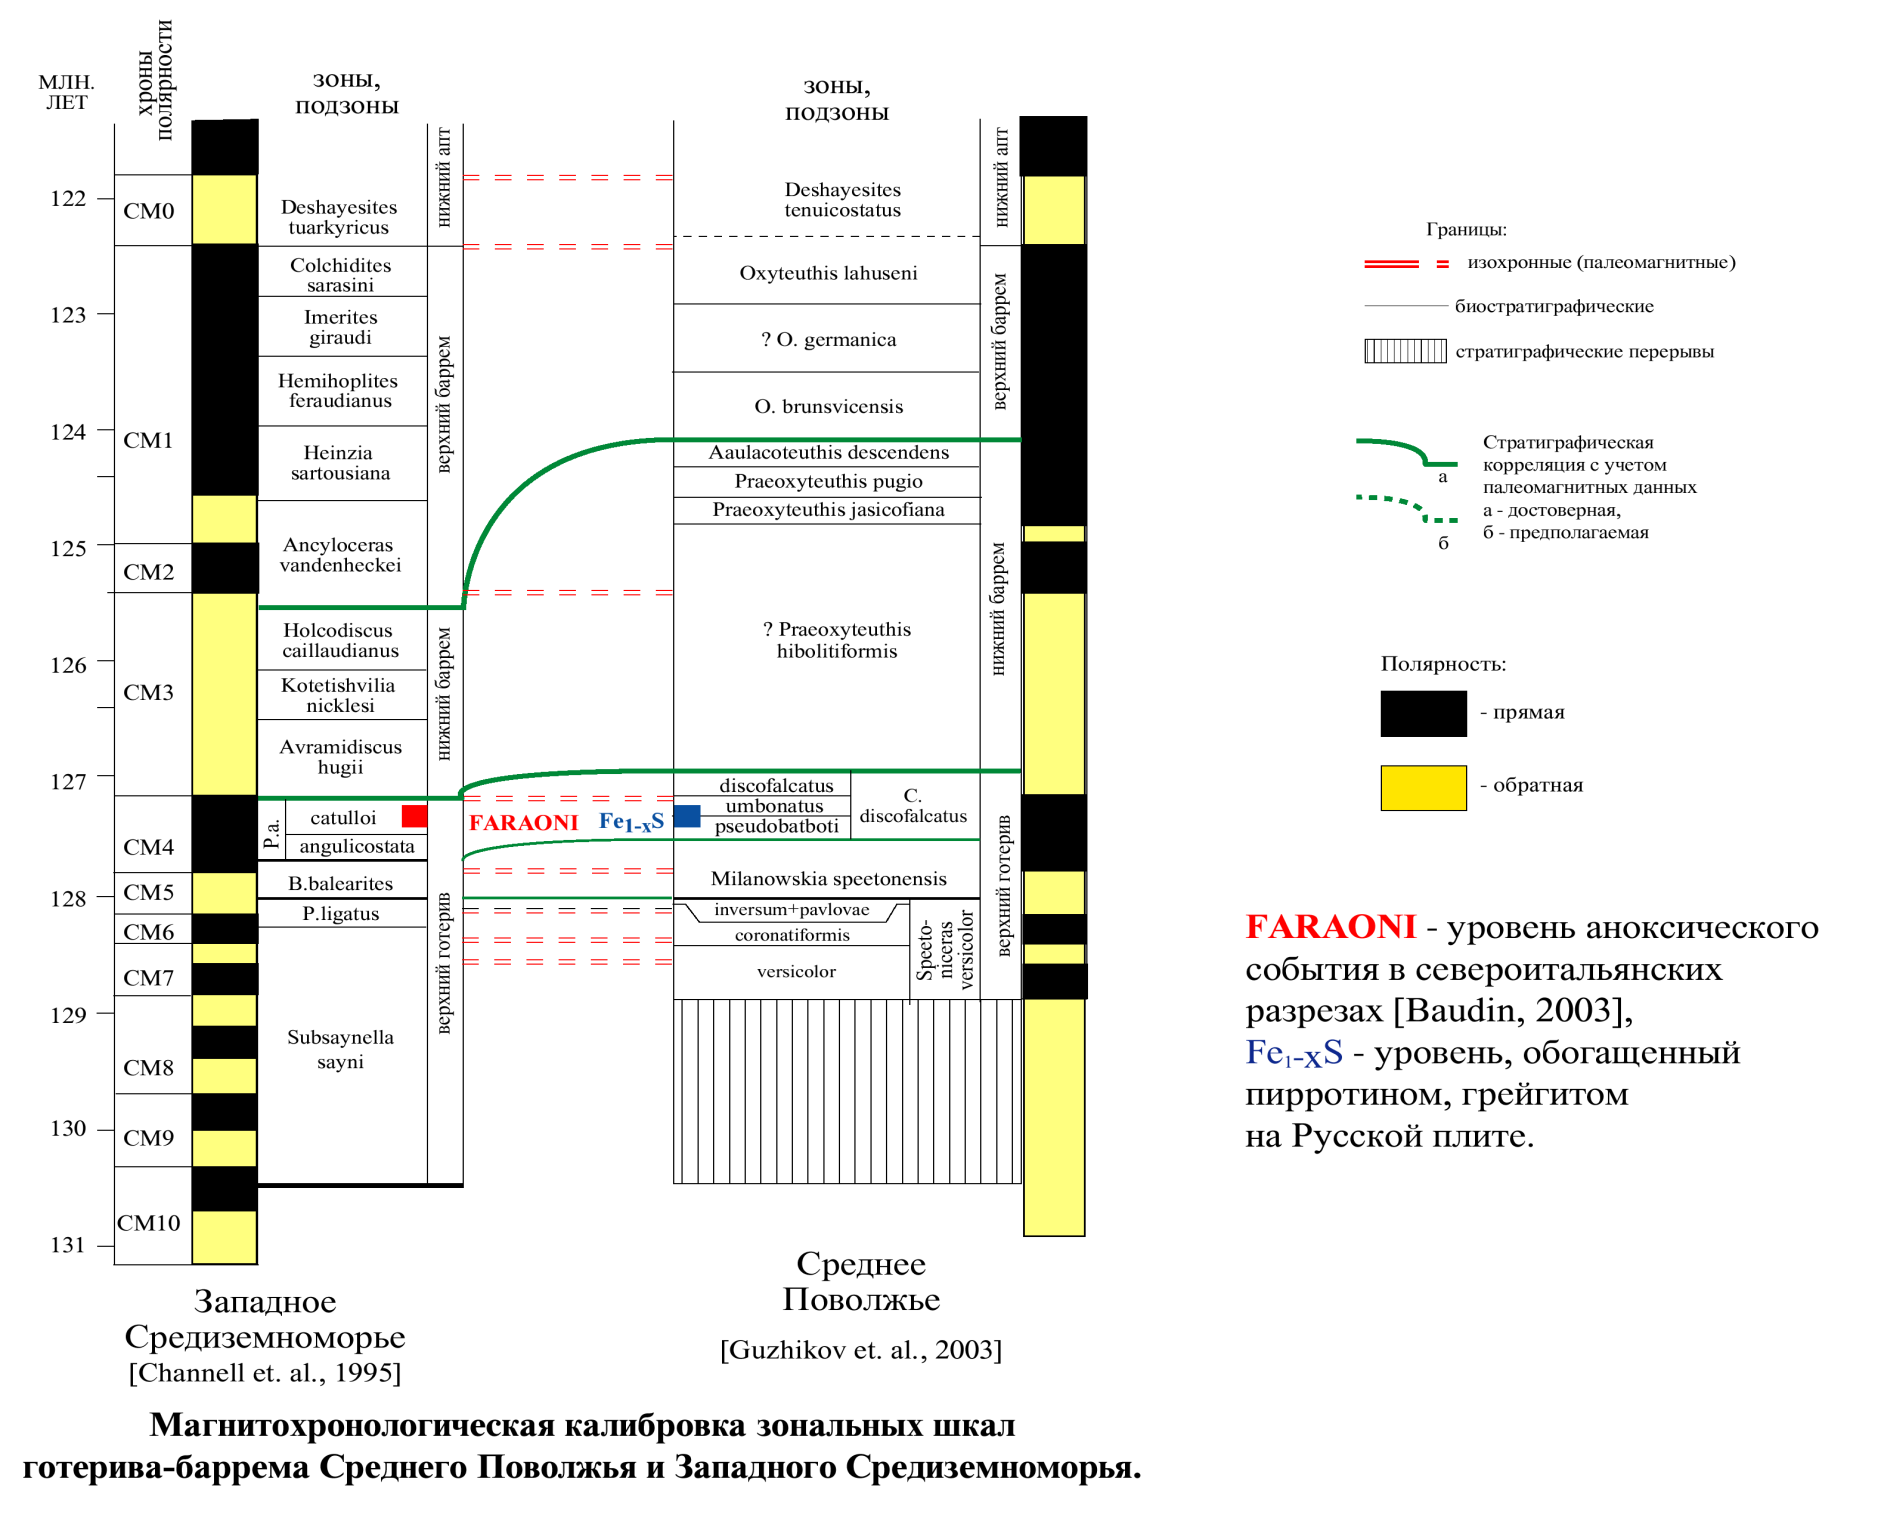 МЛН.
ЛЕТ
хроны
полярности
ЗОНЫ,
ПОДЗОНЫ
ЗОНЫ,
ПОДЗОНЫ
122
123
124
125
126
127
128
129
130
131
CM0
CM1
CM2
CM3
CM4
CM5
CM6
CM7
CM8
CM9
CM10
Deshayesites
tuarkyricus
Colchidites
sarasini
Imerites
giraudi
Hemihoplites
feraudianus
Heinzia
sartousiana
Ancyloceras
vandenheckei
Holcodiscus
caillaudianus
Kotetishvilia
nicklesi
Avramidiscus
hugii
P.a.
catulloi
angulicostata
B.balearites
P.ligatus
Subsaynella
sayni
нижний апт
верхний баррем
нижний баррем
верхний готерив
FARAONI
Fe1-xS
Deshayesites
tenuicostatus
Oxyteuthis lahuseni
? O. germanica
O. brunsvicensis
Aaulacoteuthis descendens
Praeoxyteuthis pugio
Praeoxyteuthis jasicofiana
? Praeoxyteuthis
hibolitiformis
discofalcatus
umbonatus
pseudobatboti
C.
discofalcatus
Milanowskia speetonensis
inversum+pavlovae
coronatiformis
versicolor
Speeto-
niceras
versicolor
нижний апт
верхний баррем
нижний баррем
верхний готерив
Границы:
изохронные (палеомагнитные)
биостратиграфические
стратиграфические перерывы
Стратиграфическая
корреляция с учетом
палеомагнитных данных
а - достоверная,
б - предполагаемая
а
б
Полярность:
- прямая
- обратная
FARAONI - уровень аноксического
события в североитальянских
разрезах [Baudin, 2003],
Fe1-xS - уровень, обогащенный
пирротином, грейгитом
на Русской плите.
Западное
Средиземноморье
[Channell et. al., 1995]
Среднее
Поволжье
[Guzhikov et. al., 2003]
Магнитохронологическая калибровка зональных шкал
готерива-баррема Среднего Поволжья и Западного Средиземноморья.